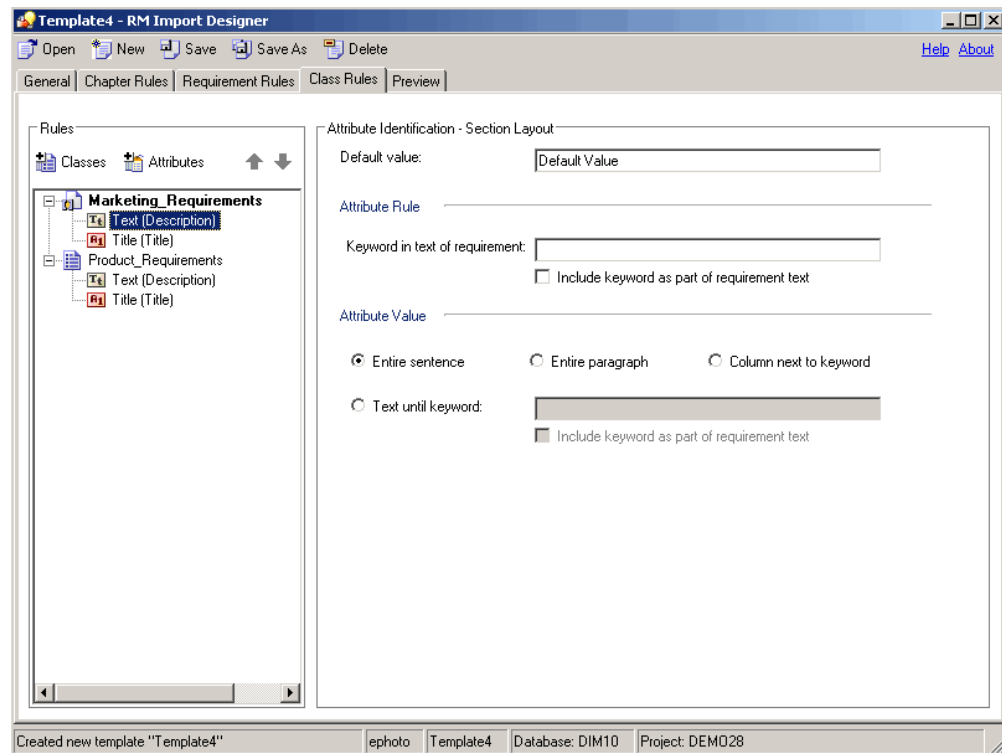 Template4 - RM Import Designer
Open New Save Save As Delete Help About
General Chapter Rules Requirement Rules Class Rules Preview
Rules
Classes Attributes
Marketing_Requirements
Tt Text (Description)
A1 Title (Title)
Product_Requirements
Tt Text (Description)
A1 Title (Title)
Attribute Identification - Section Layout
Default value: Default Value
Attribute Rule
Keyword in text of requirement:
Include keyword as part of requirement text
Attribute Value
Entire sentence Entire paragraph Column next to keyword
Text until keyword:
Include keyword as part of requirement text
Created new template "Template4" ephoto Template4 Database: DIM10 Project: DEMO28